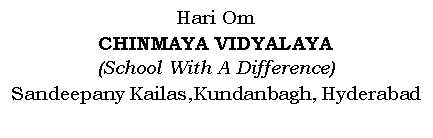 Hari Om
CHINMAYA VIDYALAYA
(School With A Difference)
Sandeepany Kailas,Kundanbagh, Hyderabad